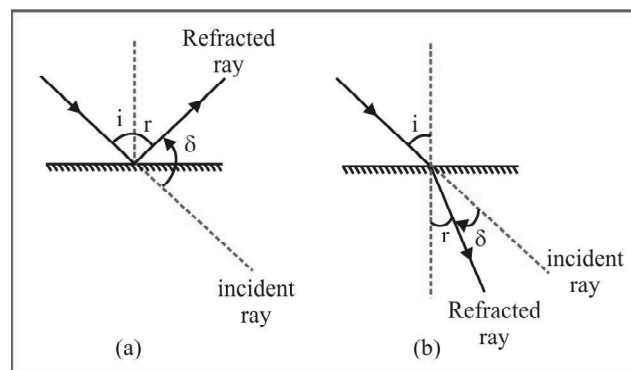 Refracted
ray
i
r
δ
incident
ray
(a)
i
r
δ
incident
ray
Refracted
ray
(b)